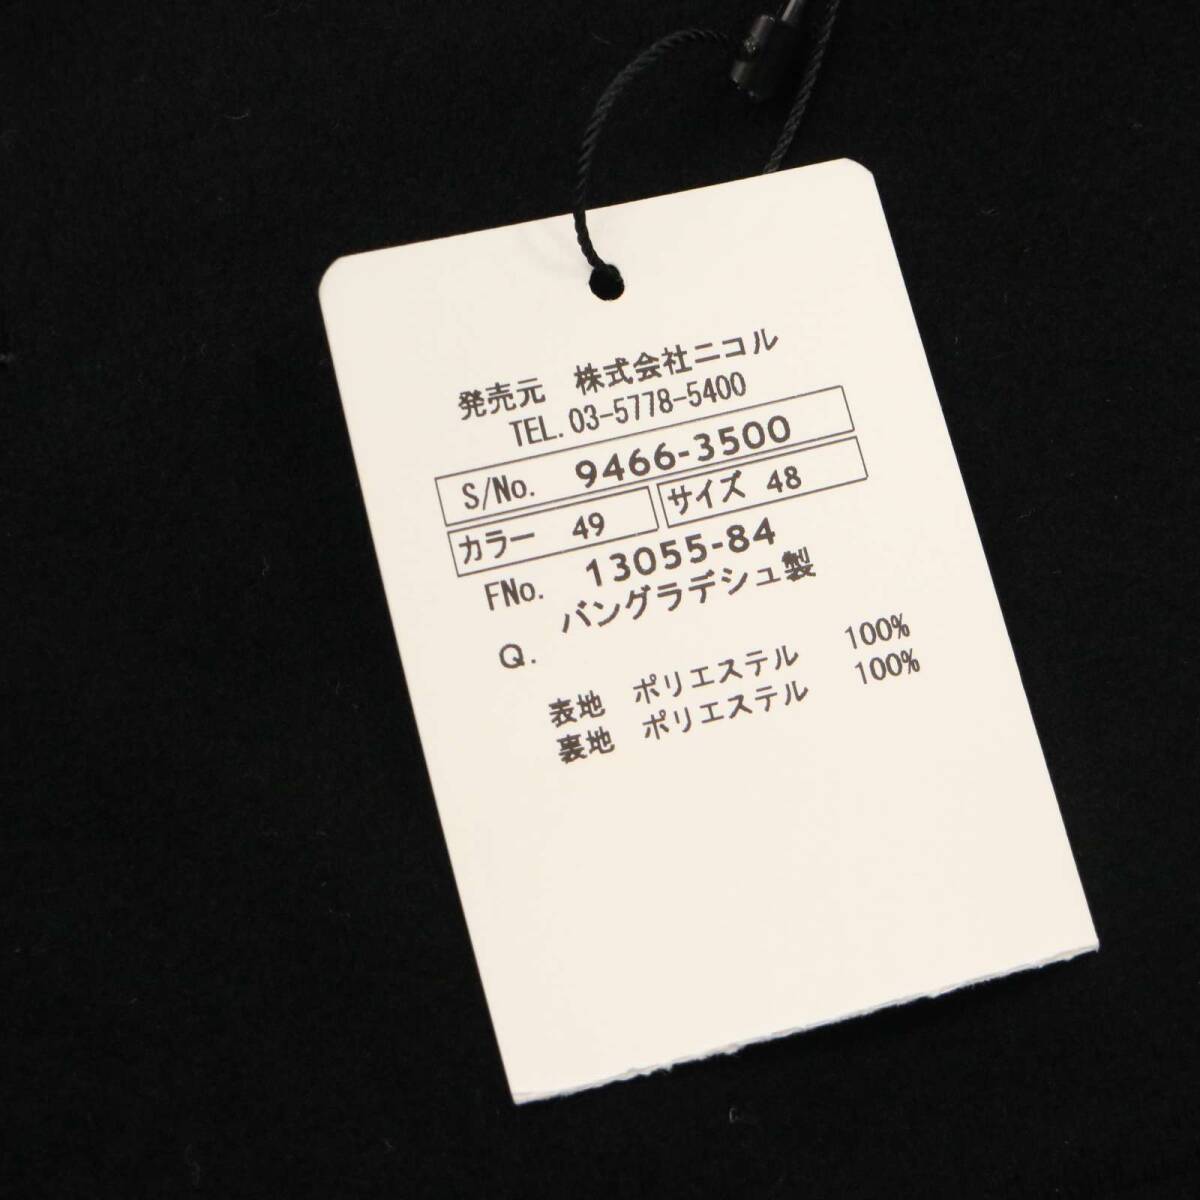 発売元　株式会社ニコル
TEL. 03-5778-5400
S/No. 9466-3500
カラー 49 サイズ 48
FNo. 13055-84
バングラデシュ製
Q.
表地　ポリエステル　100%
裏地　ポリエステル　100%